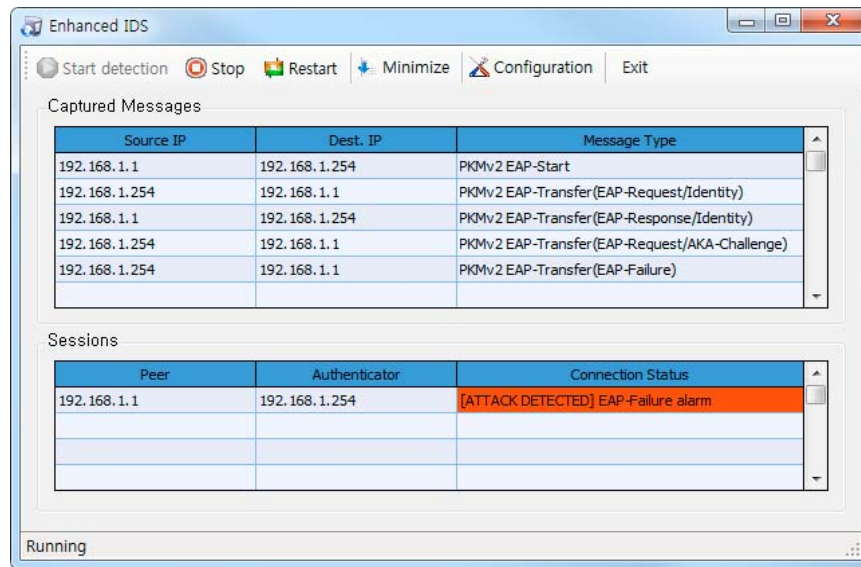 Enhanced IDS
Start detection Stop Restart Minimize Configuration Exit
Captured Messages
Source IP Dest. IP Message Type
192.168.1.1 192.168.1.254 PKMv2 EAP-Start
192.168.1.254 192.168.1.1 PKMv2 EAP-Transfer(EAP-Request/Identity)
192.168.1.1 192.168.1.254 PKMv2 EAP-Transfer(EAP-Response/Identity)
192.168.1.254 192.168.1.1 PKMv2 EAP-Transfer(EAP-Request/AKA-Challenge)
192.168.1.254 192.168.1.1 PKMv2 EAP-Transfer(EAP-Failure)
Sessions
Peer Authenticator Connection Status
192.168.1.1 192.168.1.254 [ATTACK DETECTED] EAP-Failure alarm
Running